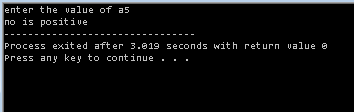 enter the value of a5
no is positive
--------------------------------
Process exited after 3.019 seconds with return value 0
Press any key to continue . . .